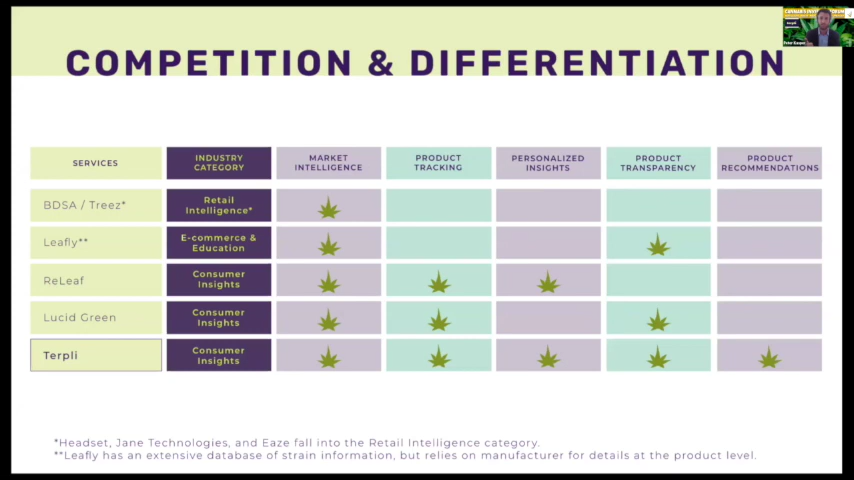 COMPETITION & DIFFERENTIATION
SERVICES
INDUSTRY
CATEGORY
MARKET
INTELLIGENCE
PRODUCT
TRACKING
PERSONALIZED
INSIGHTS
PRODUCT
TRANSPARENCY
PRODUCT
RECOMMENDATIONS
BDSA / Treez*
Retail
Intelligence*
Leafly**
E-commerce &
Education
ReLeaf
Consumer
Insights
Lucid Green
Consumer
Insights
Terpli
Consumer
Insights
*Headset, Jane Technologies, and Eaze fall into the Retail Intelligence category.
**Leafly has an extensive database of strain information, but relies on manufacturer for details at the product level.